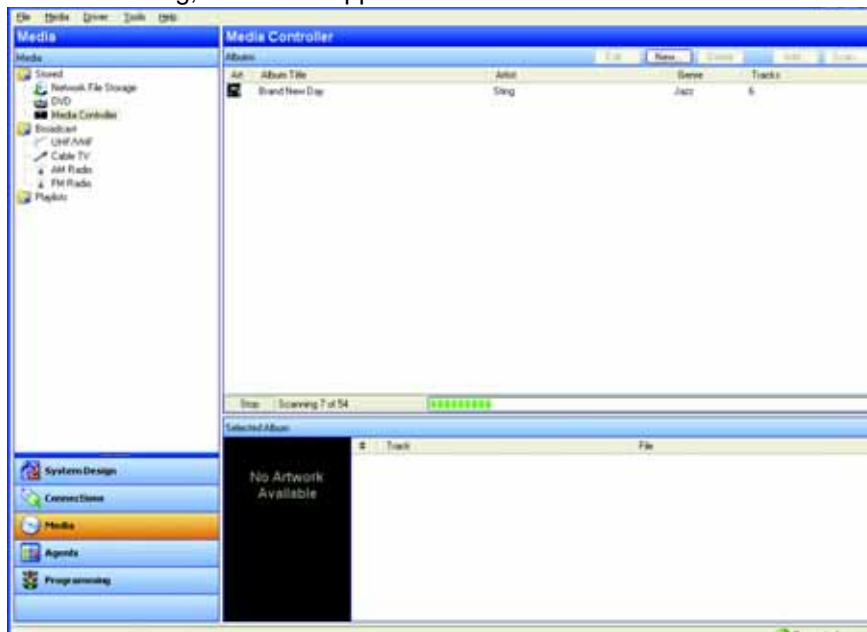 File Media Driver Tools Help
Media
Media Controller
Media
Albums
Edit New... Delete Add Scan...
Art Album Title Artist Genre Tracks
Brand New Day Sting Jazz 6
Stored
Network File Storage
DVD
Media Controller
Broadcast
UHF/VHF
Cable TV
AM Radio
FM Radio
Playlists
Stop Scanning 7 of 54
Selected Album
# Track File
No Artwork
Available
System Design
Connections
Media
Agents
Programming